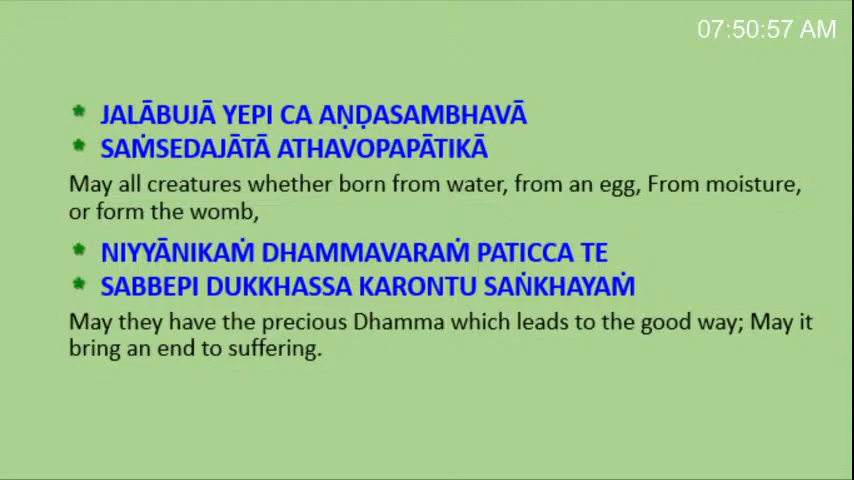 07:50:57 AM
JALĀBUJĀ YEPI CA AṆḌASAMBHAVĀ
SAṀSEDAJĀTĀ ATHAVOPAPĀTIKĀ
May all creatures whether born from water, from an egg, From moisture,
or form the womb,
NIYYĀNIKAṀ DHAMMAVARAṀ PATICCA TE
SABBEPI DUKKHASSA KARONTU SAṄKHAYAṀ
May they have the precious Dhamma which leads to the good way; May it
bring an end to suffering.